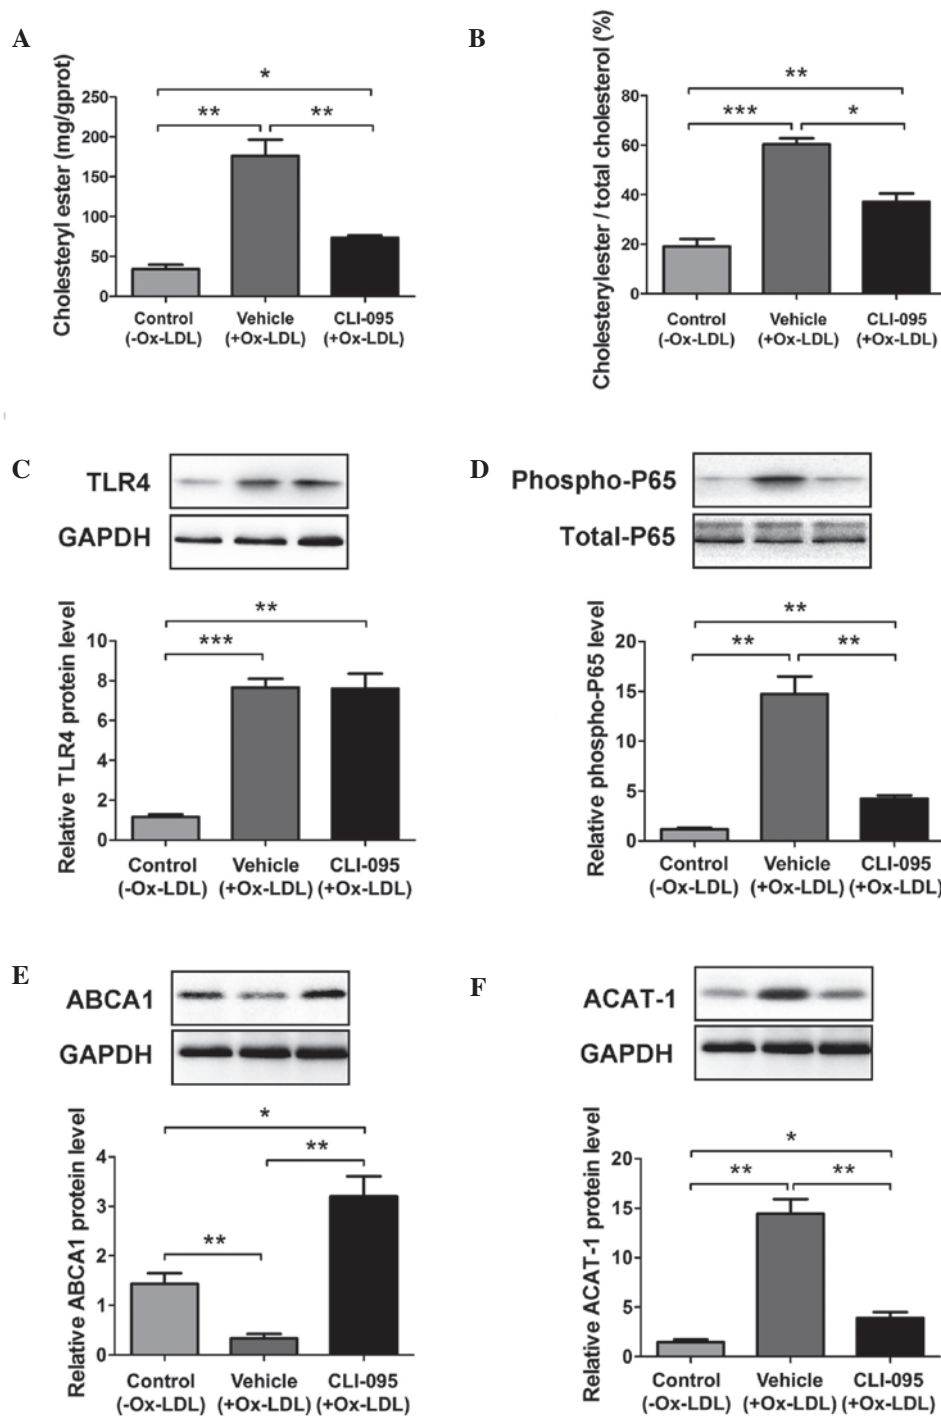 A
Cholesteryl ester (mg/gprot)
250
200
150
100
50
0
*
**
**
Control
(-Ox-LDL)
Vehicle
(+Ox-LDL)
CLI-095
(+Ox-LDL)
B
Cholesterylester / total cholesterol (%)
80
60
40
20
0
**
***
*
Control
(-Ox-LDL)
Vehicle
(+Ox-LDL)
CLI-095
(+Ox-LDL)
C
TLR4
GAPDH
Relative TLR4 protein level
10
8
6
4
2
0
**
***
Control
(-Ox-LDL)
Vehicle
(+Ox-LDL)
CLI-095
(+Ox-LDL)
D
Phospho-P65
Total-P65
Relative phospho-P65 level
20
15
10
5
0
**
**
**
Control
(-Ox-LDL)
Vehicle
(+Ox-LDL)
CLI-095
(+Ox-LDL)
E
ABCA1
GAPDH
Relative ABCA1 protein level
4
3
2
1
0
*
**
**
Control
(-Ox-LDL)
Vehicle
(+Ox-LDL)
CLI-095
(+Ox-LDL)
F
ACAT-1
GAPDH
Relative ACAT-1 protein level
20
15
10
5
0
*
**
**
Control
(-Ox-LDL)
Vehicle
(+Ox-LDL)
CLI-095
(+Ox-LDL)